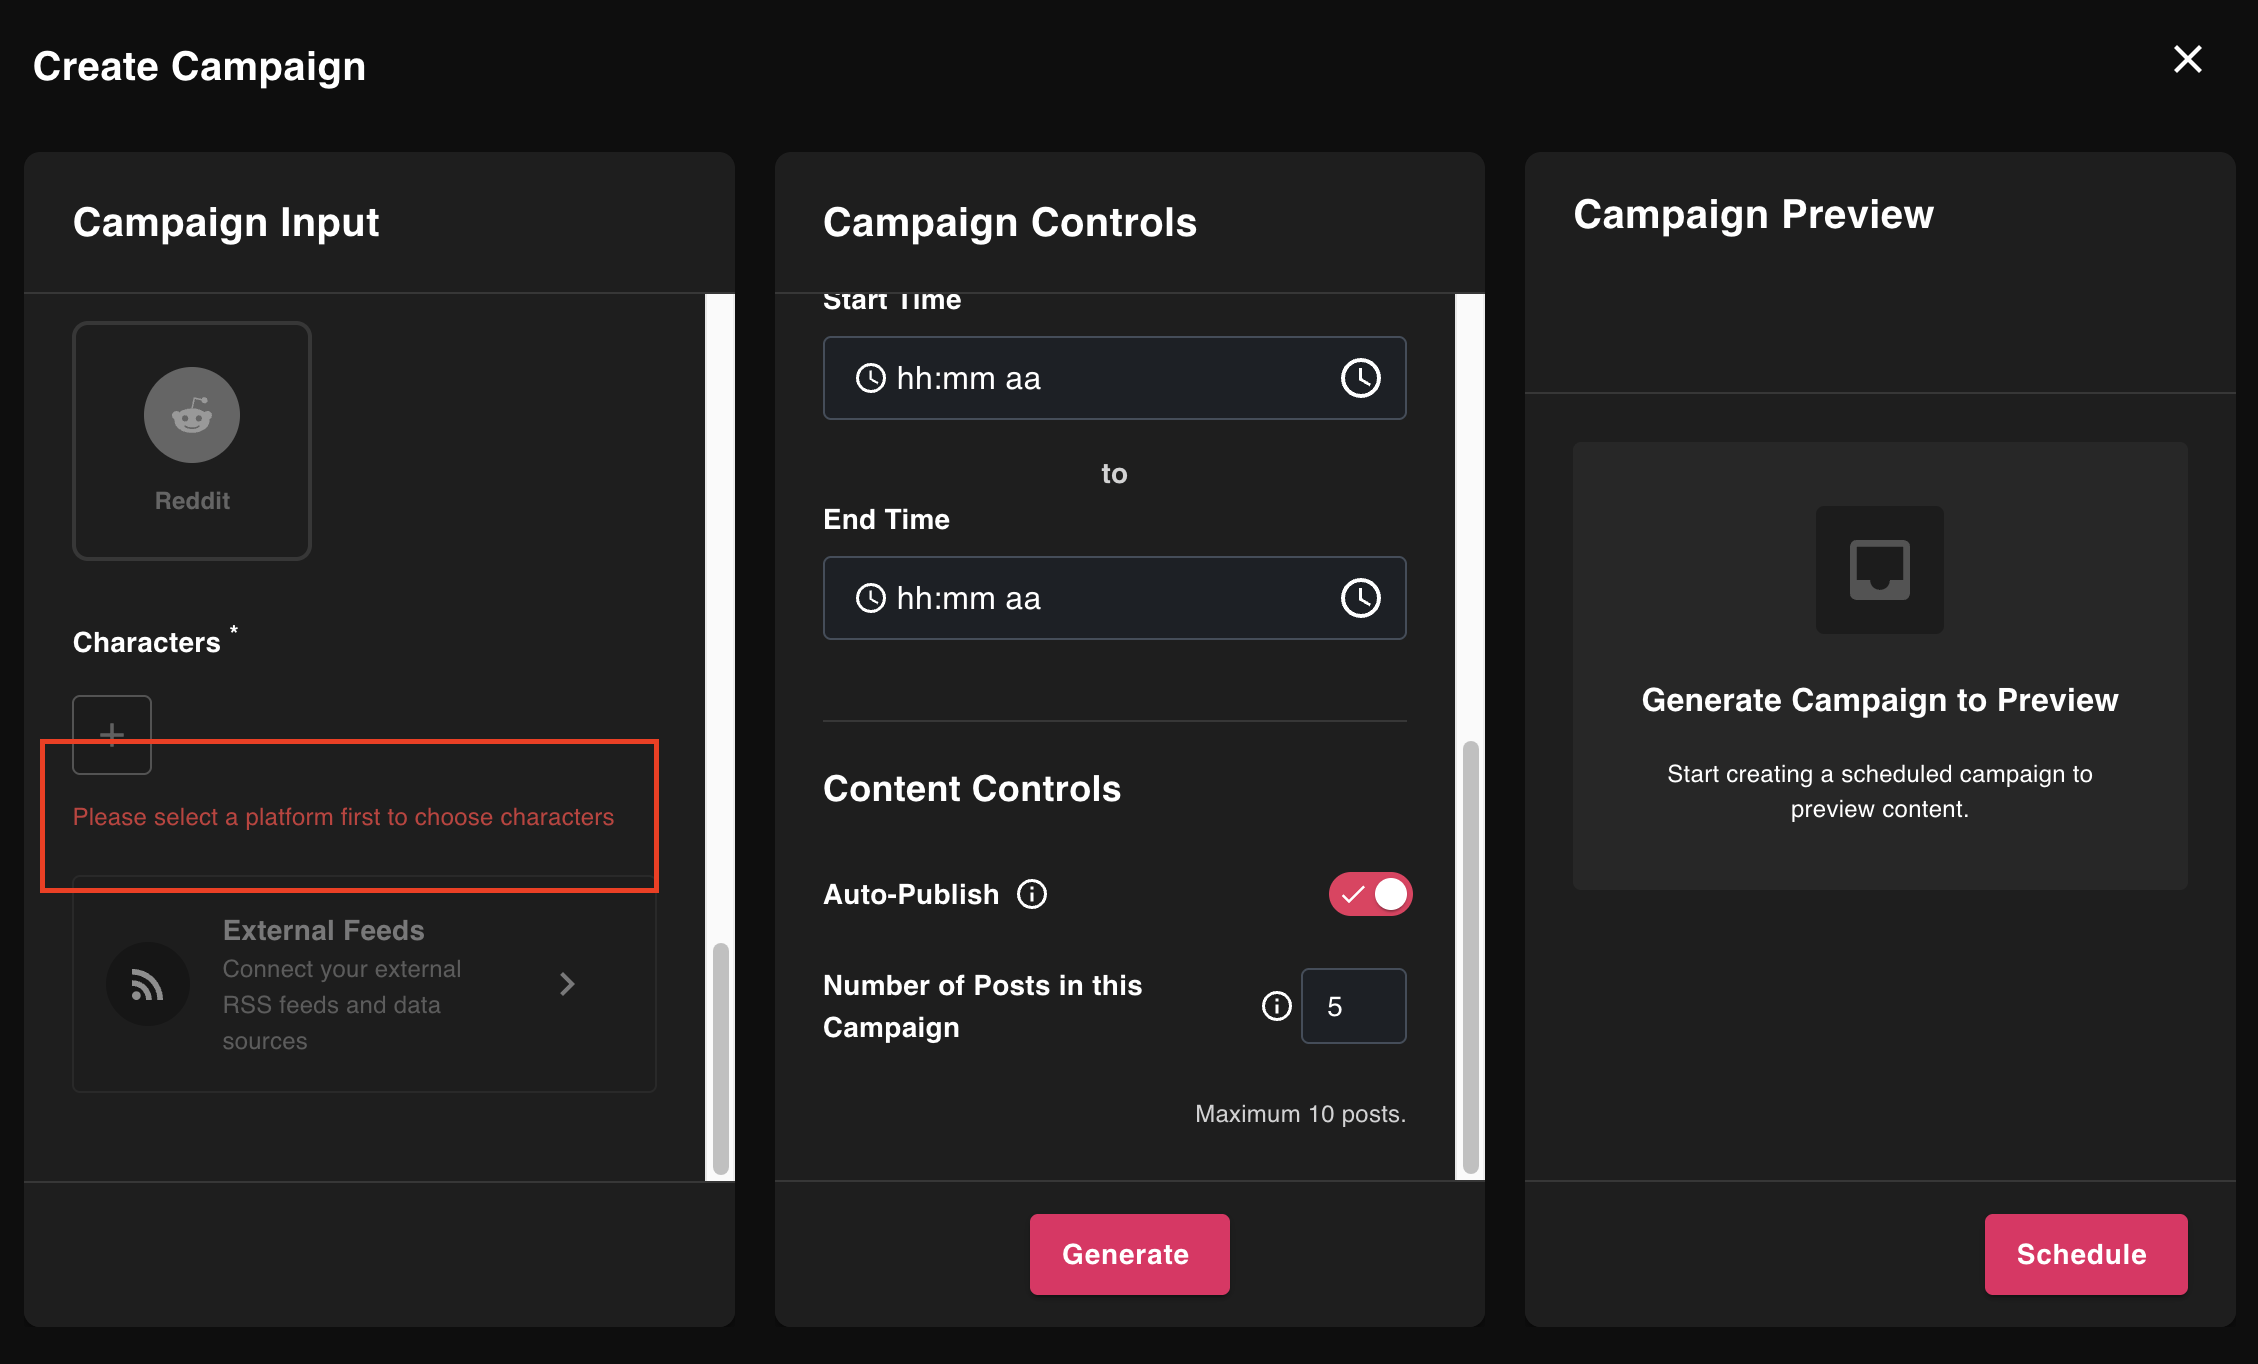 Create Campaign
Campaign Input
Reddit
Characters *
Please select a platform first to choose characters
External Feeds
Connect your external
RSS feeds and data
sources
Campaign Controls
Start Time
hh:mm aa
to
End Time
hh:mm aa
Content Controls
Auto-Publish
Number of Posts in this
Campaign
5
Maximum 10 posts.
Generate
Campaign Preview
Generate Campaign to Preview
Start creating a scheduled campaign to
preview content.
Schedule